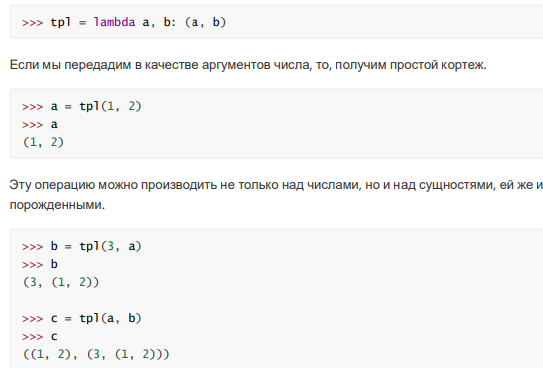 >>> tpl = lambda a, b: (a, b)
Если мы передадим в качестве аргументов числа, то, получим простой кортеж.
>>> a = tpl(1, 2)
>>> a
(1, 2)
Эту операцию можно производить не только над числами, но и над сущностями, ей же и
порожденными.
>>> b = tpl(3, a)
>>> b
(3, (1, 2))
>>> c = tpl(a, b)
>>> c
((1, 2), (3, (1, 2)))